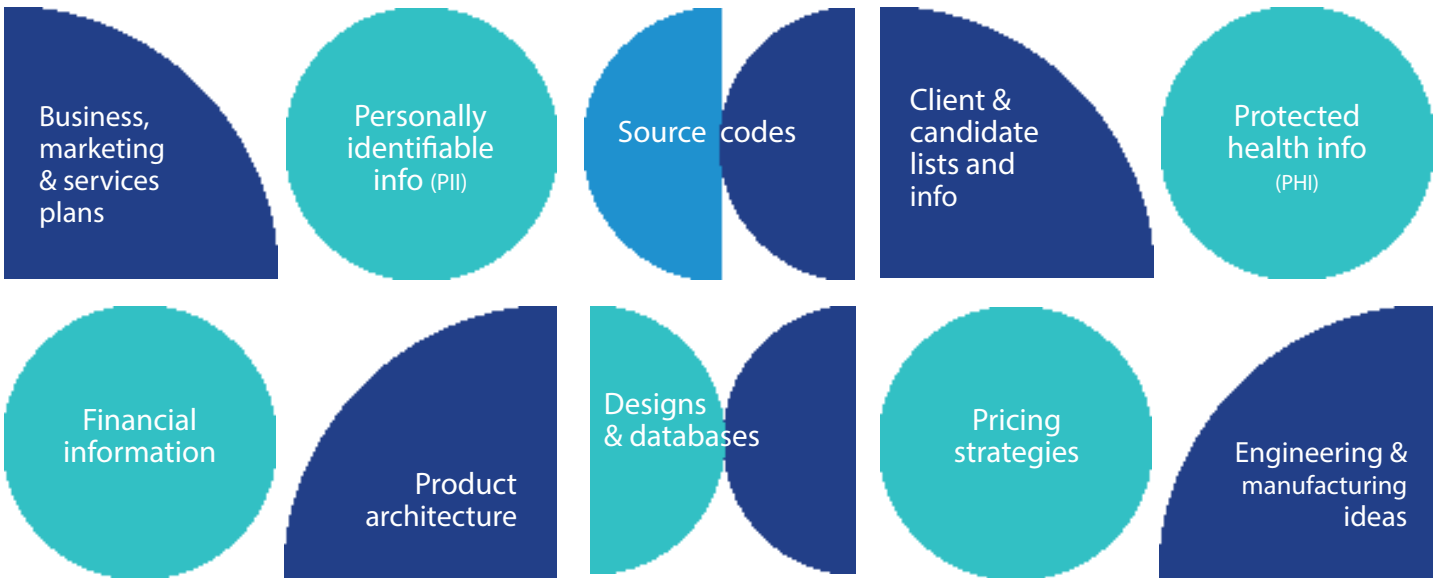 Business,
marketing
& services
plans
Personally
identifiable
info (PII)
Source codes
Client &
candidate
lists and
info
Protected
health info
(PHI)
Financial
information
Product
architecture
Designs
& databases
Pricing
strategies
Engineering &
manufacturing
ideas